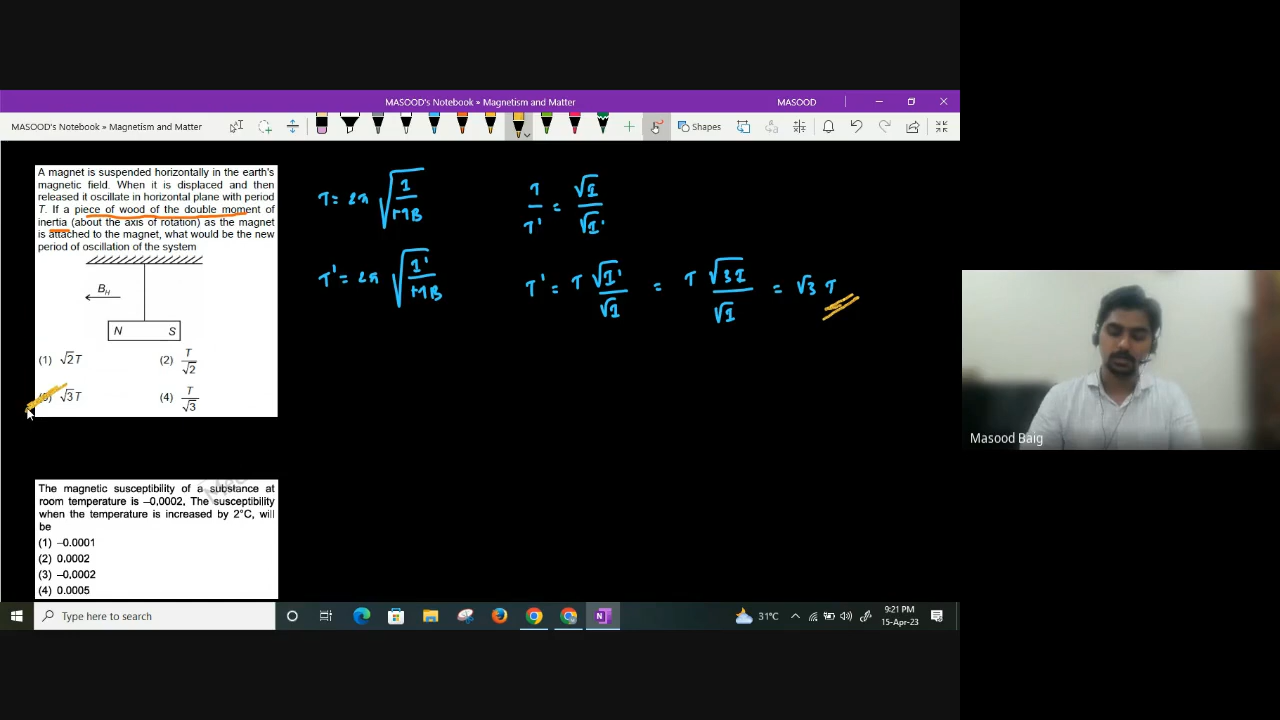 MASOOD's Notebook » Magnetism and Matter
MASOOD
MASOOD's Notebook » Magnetism and Matter
Shapes
A magnet is suspended horizontally in the earth's
magnetic field. When it is displaced and then
released it oscillate in horizontal plane with period
T. If a piece of wood of the double moment of
inertia (about the axis of rotation) as the magnet
is attached to the magnet, what would be the new
period of oscillation of the system
B_H
N S
(1) √2 T (2) T/√2
(3) √3 T (4) T/√3
T = 2π √(I/MB)
T' = 2π √(I'/MB)
T/T' = √I/√I'
T' = T √I'/√I = T √3I/√I = √3 T
The magnetic susceptibility of a substance at
room temperature is –0.0002. The susceptibility
when the temperature is increased by 2°C, will
be
(1) –0.0001
(2) 0.0002
(3) –0.0002
(4) 0.0005
Masood Baig
Type here to search
31°C
9:21 PM
15-Apr-23